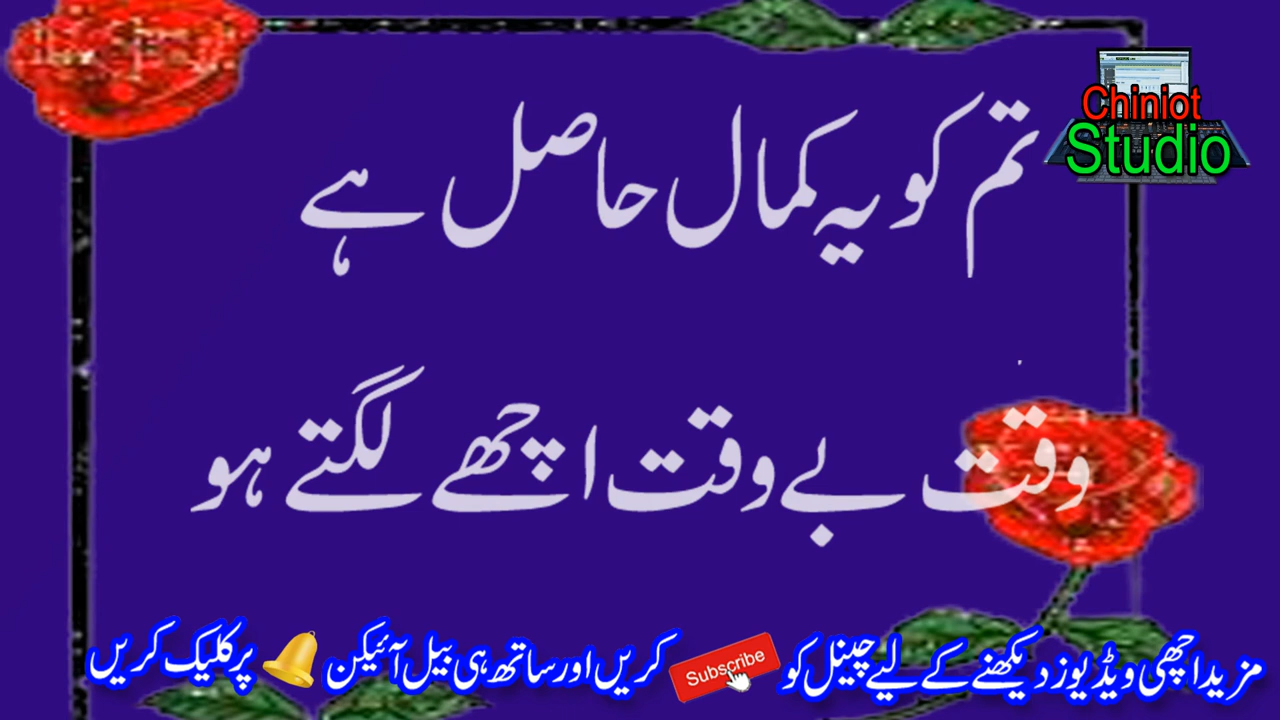 Chiniot
Studio
تم کو یہ کمال حاصل ہے
وقت بے وقت اچھے لگتے ہو
مزید اچھی ویڈیوز دیکھنے کے لیے چینل کو Subscribe کریں اور ساتھ ہی بیل آئیکن پر کلیک کریں